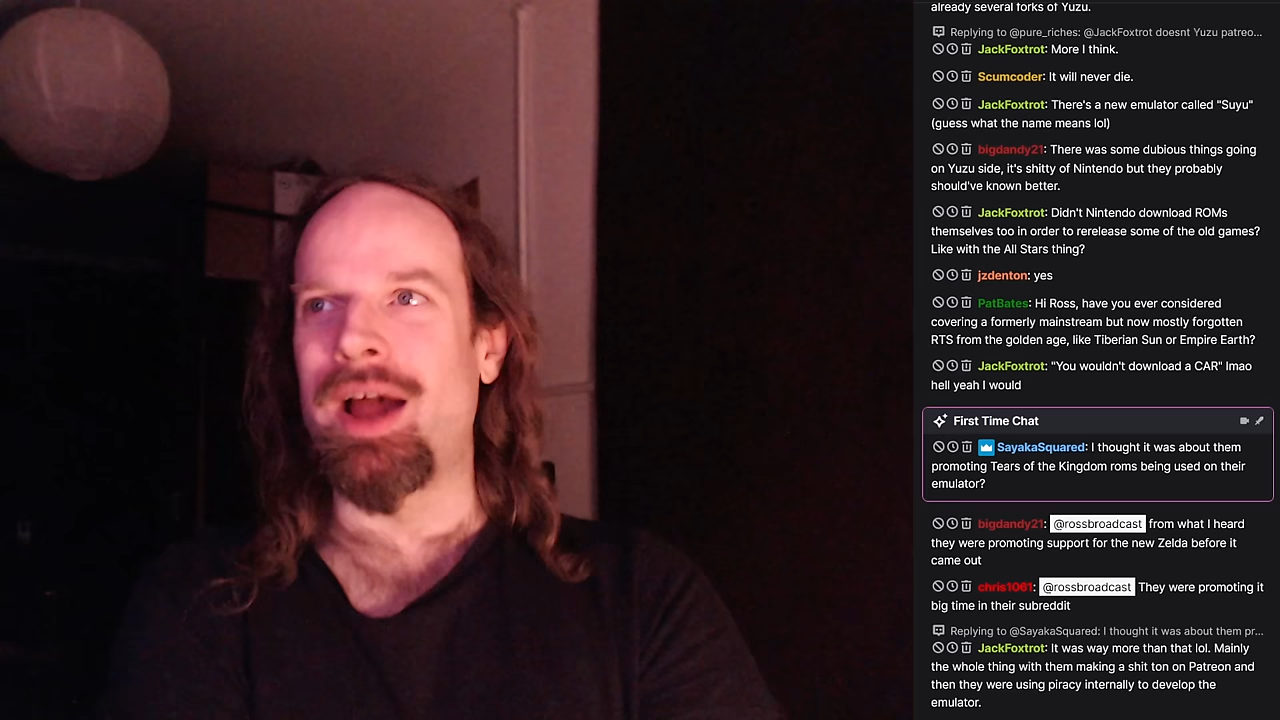 already several forks of Yuzu.
Replying to @pure_riches: @JackFoxtrot doesnt Yuzu patreo...
JackFoxtrot: More I think.
Scumcoder: It will never die.
JackFoxtrot: There's a new emulator called "Suyu"
(guess what the name means lol)
bigdandy21: There was some dubious things going
on Yuzu side, it's shitty of Nintendo but they probably
should've known better.
JackFoxtrot: Didn't Nintendo download ROMs
themselves too in order to rerelease some of the old games?
Like with the All Stars thing?
jzdenton: yes
PatBates: Hi Ross, have you ever considered
covering a formerly mainstream but now mostly forgotten
RTS from the golden age, like Tiberian Sun or Empire Earth?
JackFoxtrot: "You wouldn't download a CAR" lmao
hell yeah I would
First Time Chat
SayakaSquared: I thought it was about them
promoting Tears of the Kingdom roms being used on their
emulator?
bigdandy21: @rossbroadcast from what I heard
they were promoting support for the new Zelda before it
came out
chris1061: @rossbroadcast They were promoting it
big time in their subreddit
Replying to @SayakaSquared: I thought it was about them pr...
JackFoxtrot: It was way more than that lol. Mainly
the whole thing with them making a shit ton on Patreon and
then they were using piracy internally to develop the
emulator.